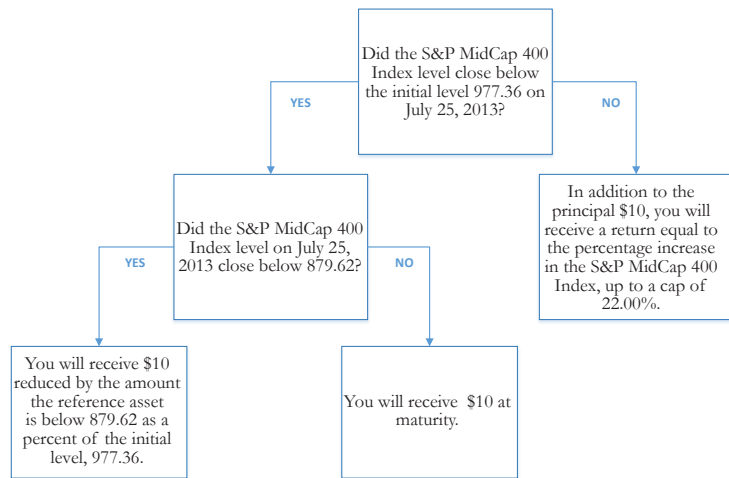 Did the S&P MidCap 400
Index level close below
the initial level 977.36 on
July 25, 2013?
YES
NO
Did the S&P MidCap 400
Index level on July 25,
2013 close below 879.62?
In addition to the
principal $10, you will
receive a return equal to
the percentage increase
in the S&P MidCap 400
Index, up to a cap of
22.00%.
YES
NO
You will receive $10
reduced by the amount
the reference asset
is below 879.62 as a
percent of the initial
level, 977.36.
You will receive $10 at
maturity.